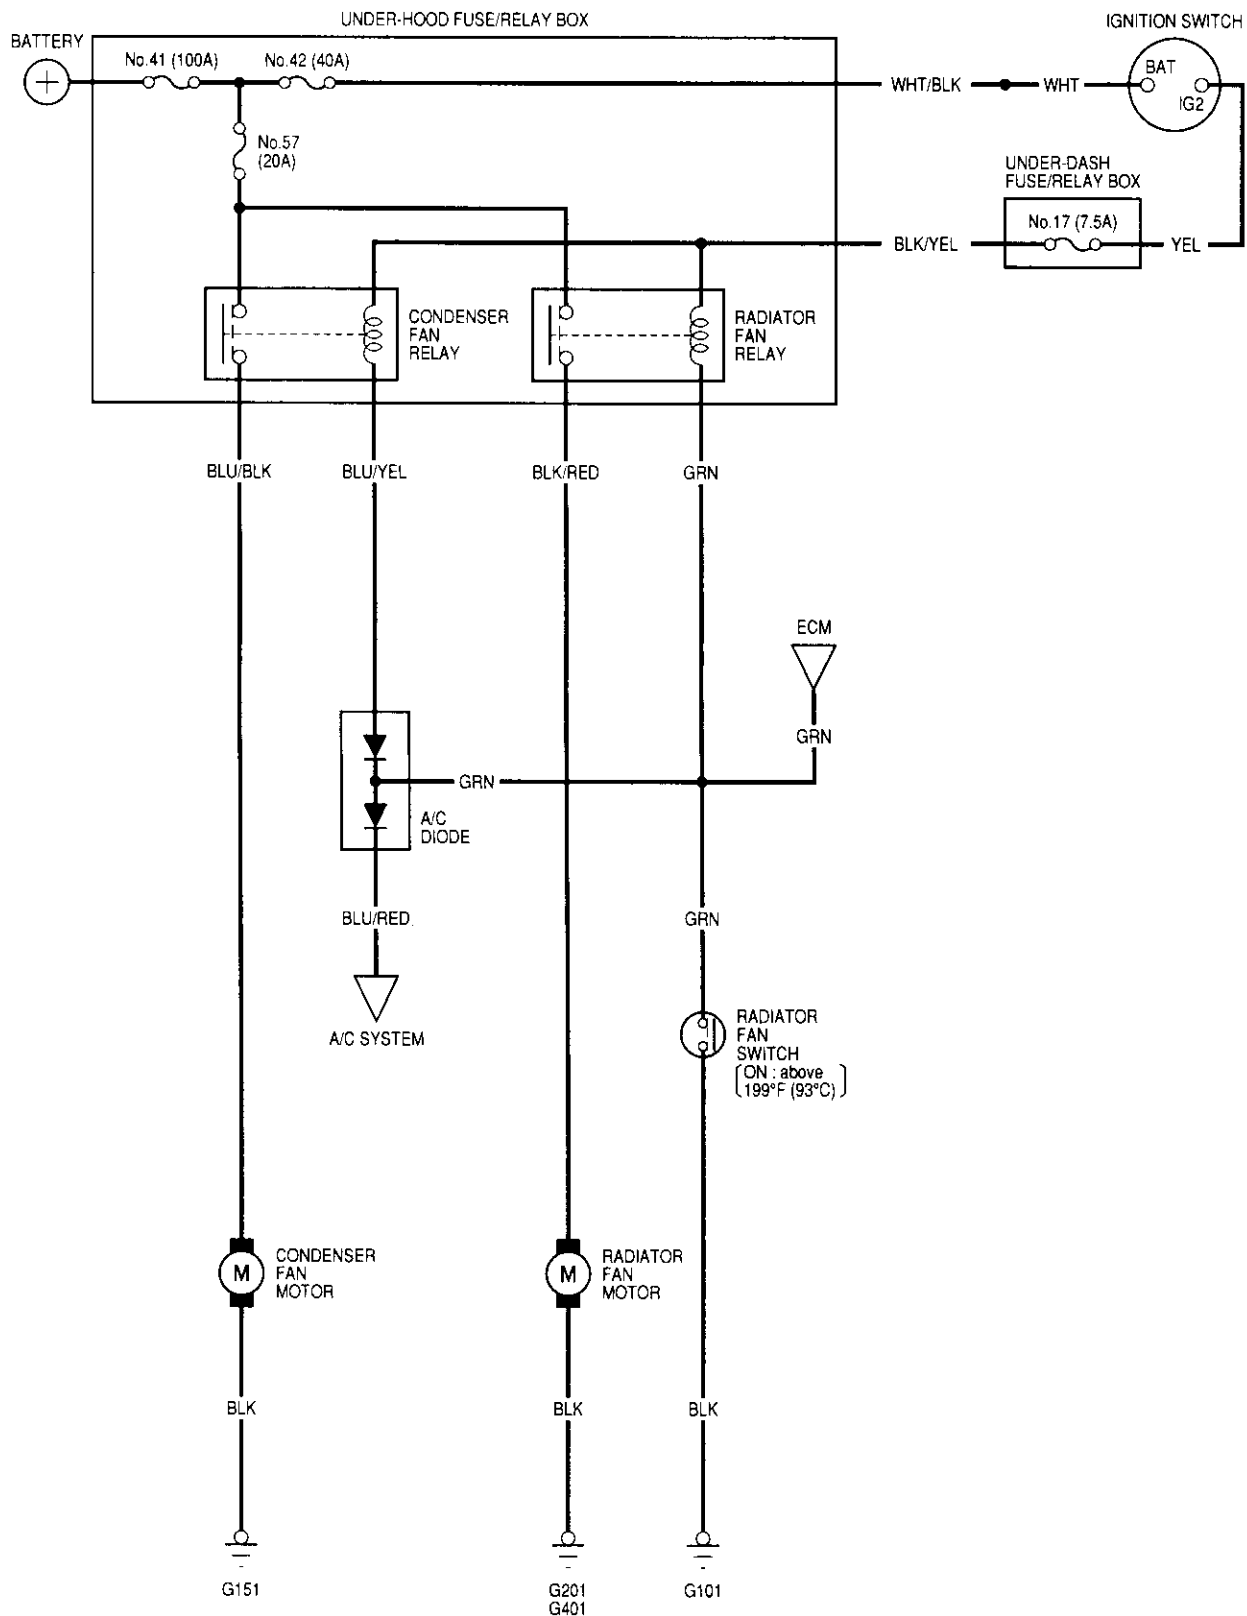 UNDER-HOOD FUSE/RELAY BOX
IGNITION SWITCH
BATTERY
No.41 (100A)
No.42 (40A)
WHT/BLK
WHT
BAT
IG2
No.57
(20A)
UNDER-DASH
FUSE/RELAY BOX
No.17 (7.5A)
BLK/YEL
YEL
CONDENSER
FAN
RELAY
RADIATOR
FAN
RELAY
BLU/BLK
BLU/YEL
BLK/RED
GRN
ECM
GRN
GRN
A/C
DIODE
BLU/RED
GRN
A/C SYSTEM
RADIATOR
FAN
SWITCH
ON : above
199°F (93°C)
CONDENSER
FAN
MOTOR
M
RADIATOR
FAN
MOTOR
M
BLK
BLK
BLK
G151
G201
G401
G101